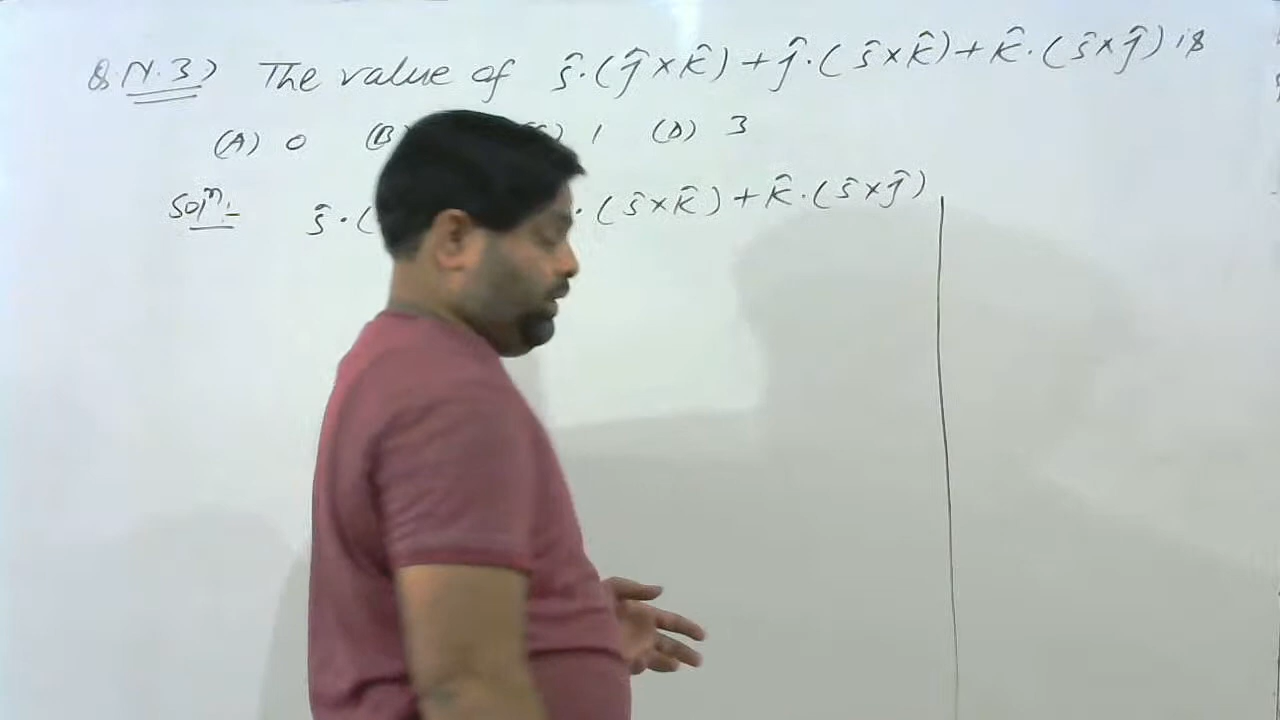 Q.N.3) The value of î·(ĵ×k̂)+ĵ·(î×k̂)+k̂·(î×ĵ) is
(A) 0 (B) 1 (D) 3
Solⁿ:- î·( ·(î×k̂)+k̂·(î×ĵ)